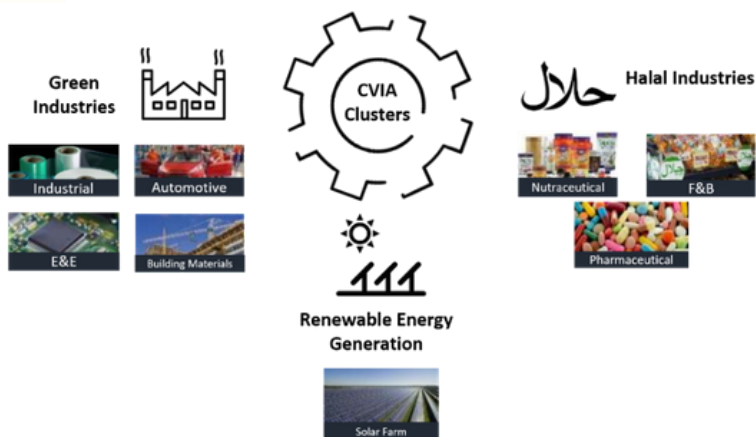 Green
Industries
Industrial
Automotive
E&E
Building Materials
CVIA
Clusters
Renewable Energy
Generation
Solar Farm
حلال
Halal Industries
Nutraceutical
F&B
Pharmaceutical